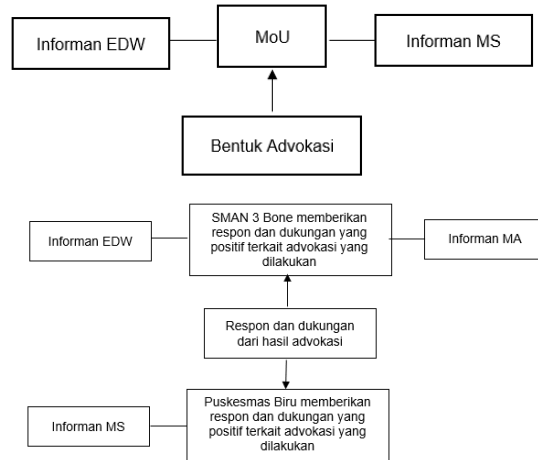 Informan EDW
MoU
Informan MS
Bentuk Advokasi
SMAN 3 Bone memberikan
respon dan dukungan yang
positif terkait advokasi yang
dilakukan
Informan EDW
Informan MA
Respon dan dukungan
dari hasil advokasi
Puskesmas Biru memberikan
respon dan dukungan yang
positif terkait advokasi yang
dilakukan
Informan MS